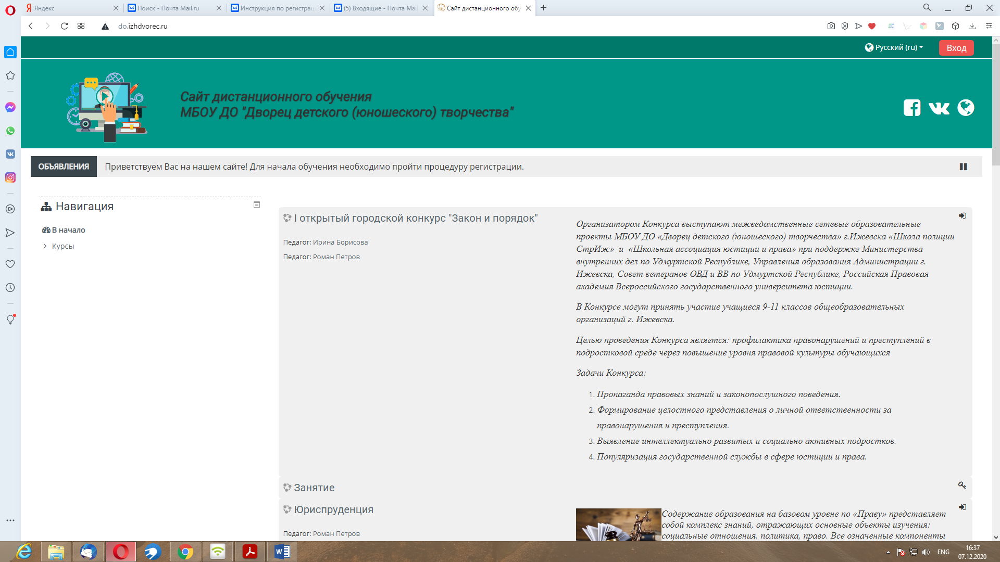 Яндекс
Поиск - Почта Mail.ru
Инструкция по регистрац
(5) Входящие - Почта Mail
Сайт дистанционного обу
do.izhdvorec.ru
Русский (ru)
Вход
Сайт дистанционного обучения
МБОУ ДО "Дворец детского (юношеского) творчества"
ОБЪЯВЛЕНИЯ
Приветствуем Вас на нашем сайте! Для начала обучения необходимо пройти процедуру регистрации.
Навигация
В начало
Курсы
I открытый городской конкурс "Закон и порядок"
Педагог: Ирина Борисова
Педагог: Роман Петров
Организатором Конкурса выступают межведомственные сетевые образовательные
проекты МБОУ ДО «Дворец детского (юношеского) творчества» г.Ижевска «Школа полиции
СтрИж» и «Школьная ассоциация юстиции и права» при поддержке Министерства
внутренних дел по Удмуртской Республике, Управления образования Администрации г.
Ижевска, Совет ветеранов ОВД и ВВ по Удмуртской Республике, Российская Правовая
академия Всероссийского государственного университета юстиции.
В Конкурсе могут принять участие учащиеся 9-11 классов общеобразовательных
организаций г. Ижевска.
Целью проведения Конкурса является: профилактика правонарушений и преступлений в
подростковой среде через повышение уровня правовой культуры обучающихся
Задачи Конкурса:
1. Пропаганда правовых знаний и законопослушного поведения.
2. Формирование целостного представления о личной ответственности за
правонарушения и преступления.
3. Выявление интеллектуально развитых и социально активных подростков.
4. Популяризация государственной службы в сфере юстиции и права.
Занятие
Юриспруденция
Педагог: Роман Петров
Содержание образования на базовом уровне по «Праву» представляет
собой комплекс знаний, отражающих основные объекты изучения:
социальные отношения, политика, право. Все означенные компоненты
ENG
16:37
07.12.2020